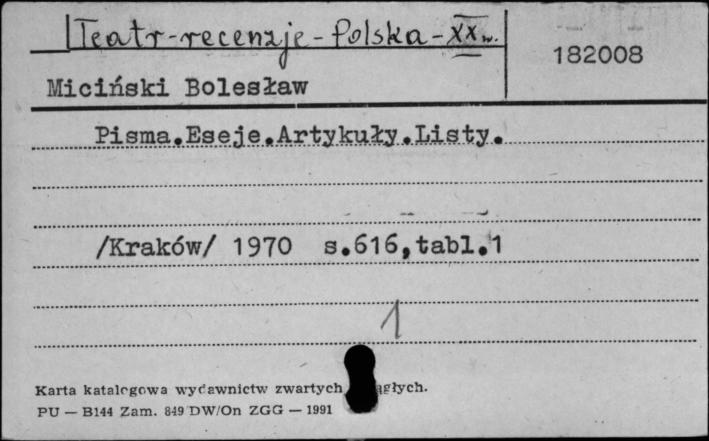 Teatr-recenzje-Polska-XX w.
182008
Miciński Bolesław
Pisma.Eseje.Artykuły.Listy.
/Kraków/ 1970 s.616,tabl.1
1
Karta katalogowa wydawnictw zwartych ągłych.
PU — B144 Zam. 849 DW/On ZGG — 1991